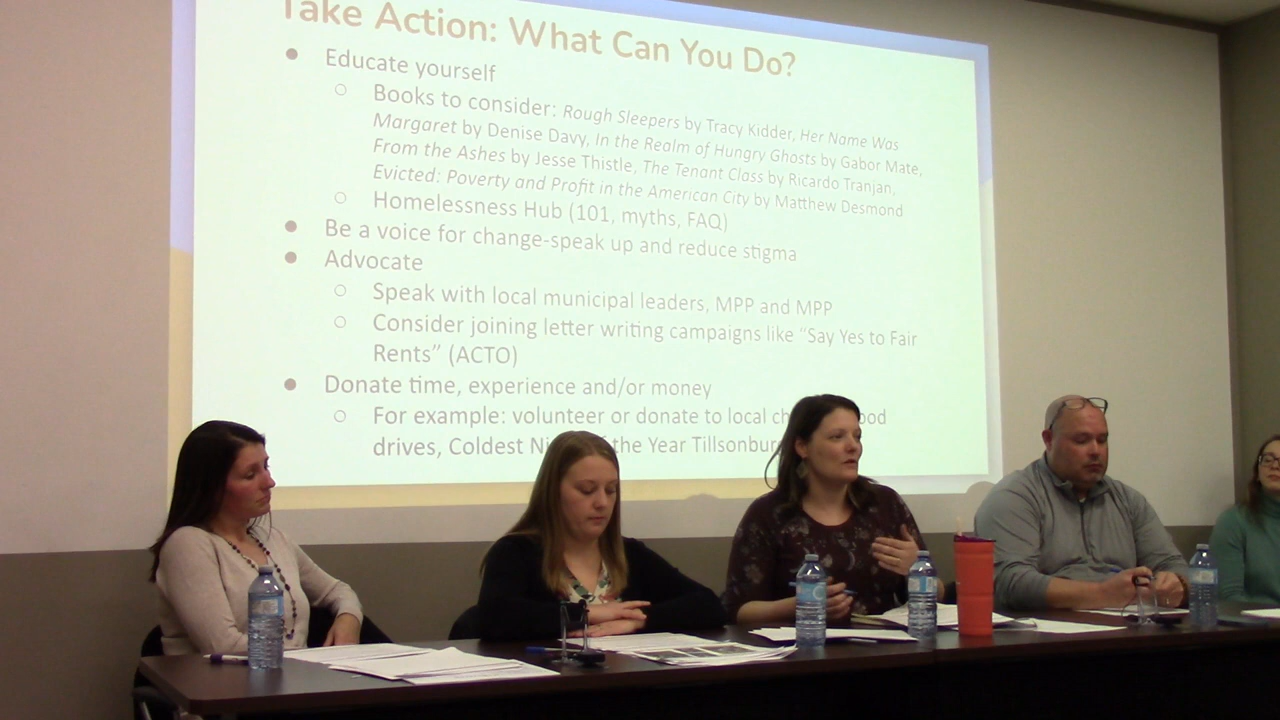 Take Action: What Can You Do?
● Educate yourself
○ Books to consider: Rough Sleepers by Tracy Kidder, Her Name Was
Margaret by Denise Davy, In the Realm of Hungry Ghosts by Gabor Mate,
From the Ashes by Jesse Thistle, The Tenant Class by Ricardo Tranjan,
Evicted: Poverty and Profit in the American City by Matthew Desmond
○ Homelessness Hub (101, myths, FAQ)
● Be a voice for change-speak up and reduce stigma
● Advocate
○ Speak with local municipal leaders, MPP and MPP
○ Consider joining letter writing campaigns like “Say Yes to Fair
Rents” (ACTO)
● Donate time, experience and/or money
○ For example: volunteer or donate to local
drives, Coldest the Year